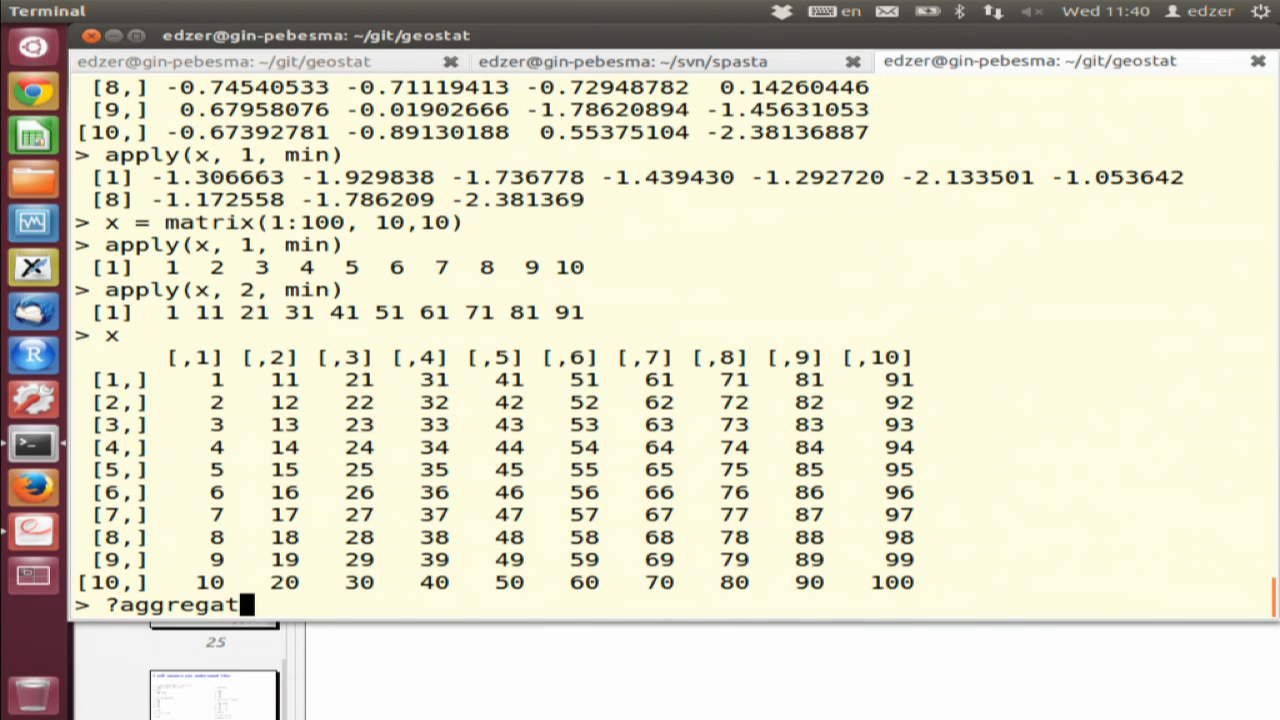 Terminal
en
Wed 11:40
edzer
edzer@gin-pebesma: ~/git/geostat
edzer@gin-pebesma: ~/git/geostat
edzer@gin-pebesma: ~/svn/spasta
edzer@gin-pebesma: ~/git/geostat
[8,] -0.74540533 -0.71119413 -0.72948782 0.14260446
[9,] 0.67958076 -0.01902666 -1.78620894 -1.45631053
[10,] -0.67392781 -0.89130188 0.55375104 -2.38136887
> apply(x, 1, min)
[1] -1.306663 -1.929838 -1.736778 -1.439430 -1.292720 -2.133501 -1.053642
[8] -1.172558 -1.786209 -2.381369
> x = matrix(1:100, 10,10)
> apply(x, 1, min)
[1] 1 2 3 4 5 6 7 8 9 10
> apply(x, 2, min)
[1] 1 11 21 31 41 51 61 71 81 91
> x
[,1] [,2] [,3] [,4] [,5] [,6] [,7] [,8] [,9] [,10]
[1,] 1 11 21 31 41 51 61 71 81 91
[2,] 2 12 22 32 42 52 62 72 82 92
[3,] 3 13 23 33 43 53 63 73 83 93
[4,] 4 14 24 34 44 54 64 74 84 94
[5,] 5 15 25 35 45 55 65 75 85 95
[6,] 6 16 26 36 46 56 66 76 86 96
[7,] 7 17 27 37 47 57 67 77 87 97
[8,] 8 18 28 38 48 58 68 78 88 98
[9,] 9 19 29 39 49 59 69 79 89 99
[10,] 10 20 30 40 50 60 70 80 90 100
> ?aggregat
25